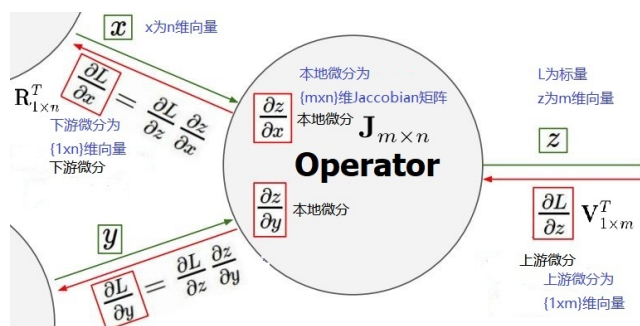 x
x为n维向量
R^T_{1×n}
∂L/∂x = ∂L/∂z ∂z/∂x
下游微分为
{1xn}维向量
下游微分
本地微分为
{mxn}维Jaccobian矩阵
∂z/∂x 本地微分 J_{m×n}
Operator
∂z/∂y 本地微分
L为标量
z为m维向量
z
∂L/∂z V^T_{1×m}
上游微分
上游微分为
{1xm}维向量
y
∂L/∂y = ∂L/∂z ∂z/∂y